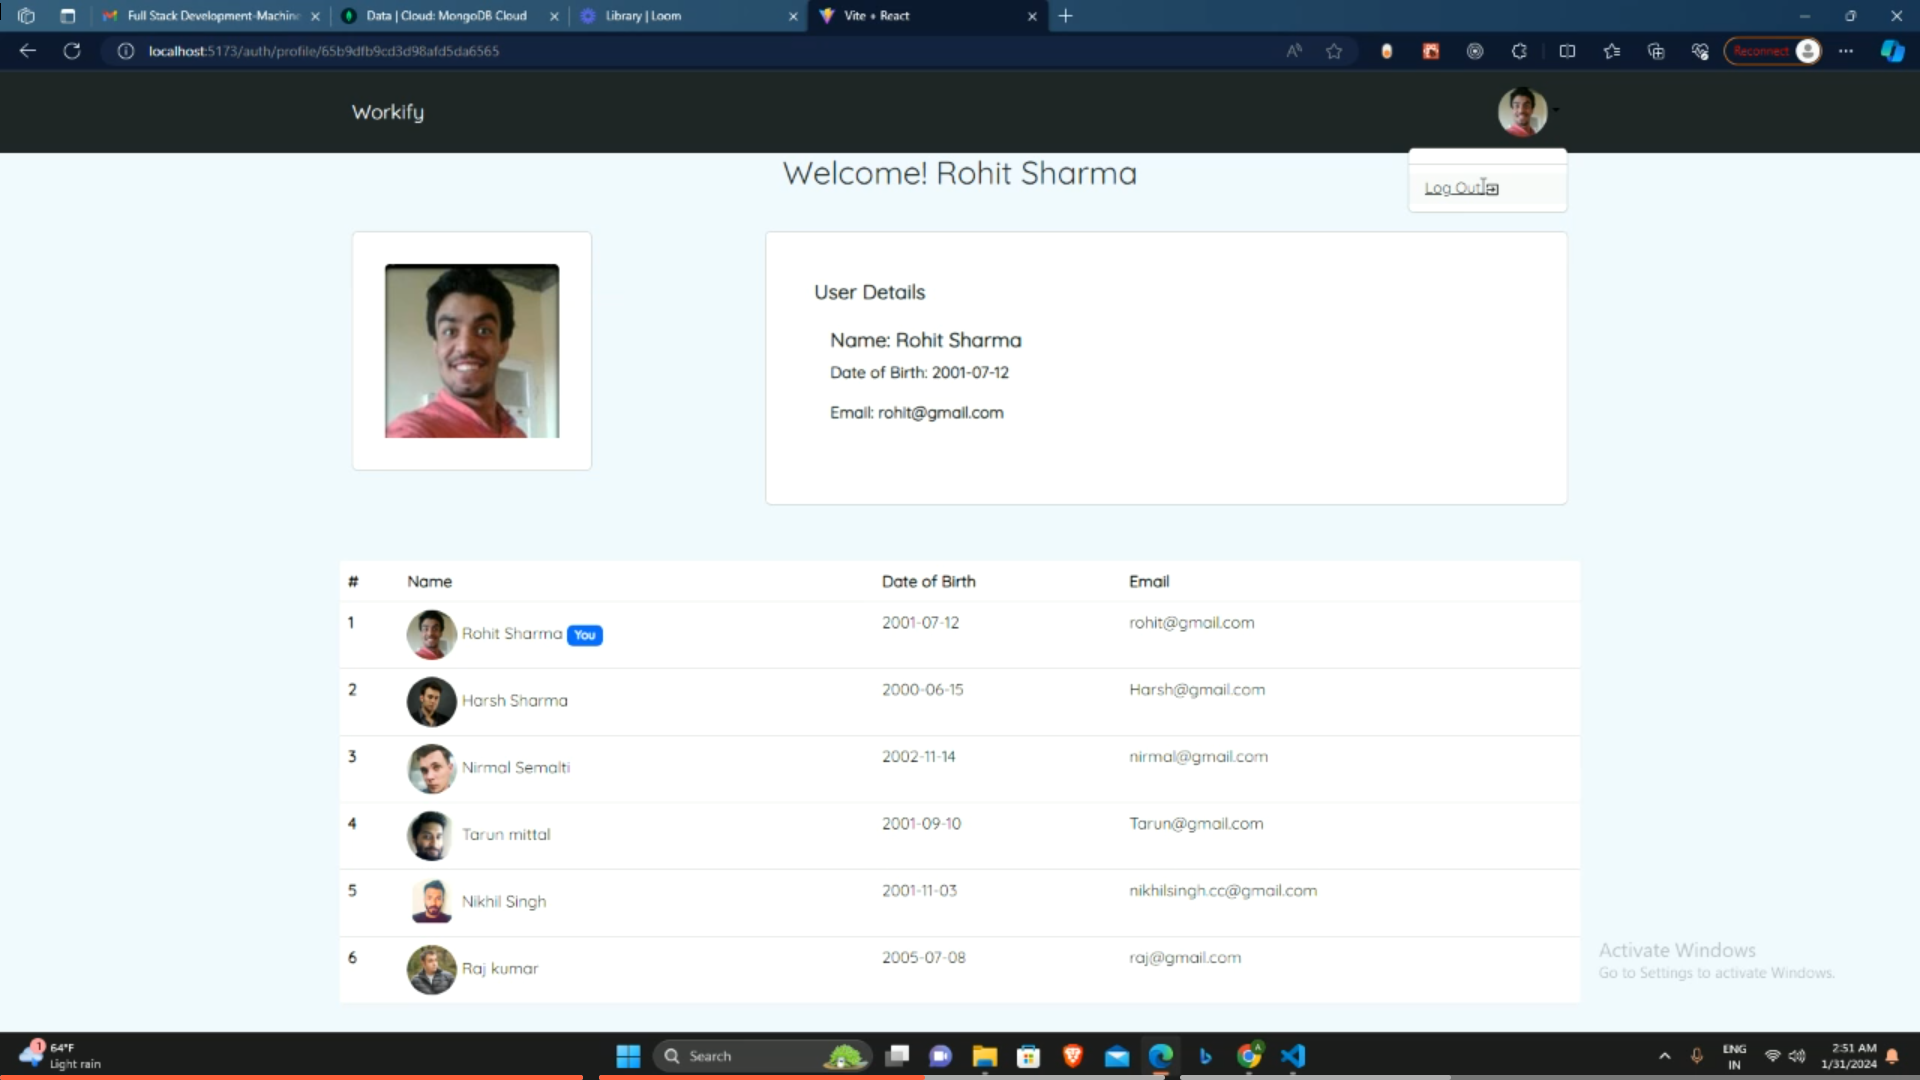 Full Stack Development-Machine
Data | Cloud: MongoDB Cloud
Library | Loom
Vite + React
localhost:5173/auth/profile/65b9dfb9cd3d98afd5da6565
Reconnect
Workify
Welcome! Rohit Sharma
Log Out
User Details
Name: Rohit Sharma
Date of Birth: 2001-07-12
Email: rohit@gmail.com
# Name Date of Birth Email
1 Rohit Sharma You 2001-07-12 rohit@gmail.com
2 Harsh Sharma 2000-06-15 Harsh@gmail.com
3 Nirmal Semalti 2002-11-14 nirmal@gmail.com
4 Tarun mittal 2001-09-10 Tarun@gmail.com
5 Nikhil Singh 2001-11-03 nikhilsingh.cc@gmail.com
6 Raj kumar 2005-07-08 raj@gmail.com
Activate Windows
Go to Settings to activate Windows.
1
64°F
Light rain
Search
ENG
IN
2:51 AM
1/31/2024